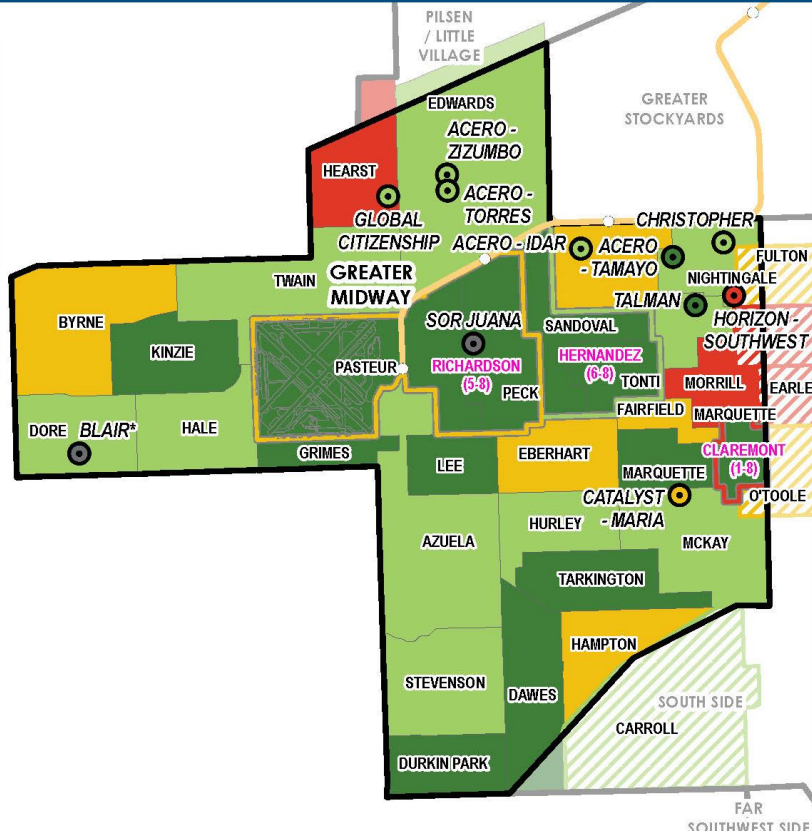 PILSEN
/ LITTLE
VILLAGE
GREATER
STOCKYARDS
EDWARDS
ACERO -
ZIZUMBO
HEARST
ACERO -
TORRES
GLOBAL
CITIZENSHIP
CHRISTOPHER
ACERO - IDAR
ACERO
- TAMAYO
FULTON
NIGHTINGALE
TWAIN
GREATER
MIDWAY
TALMAN
HORIZON -
SOUTHWEST
BYRNE
KINZIE
SOR JUANA
SANDOVAL
PASTEUR
RICHARDSON
(5-8)
HERNANDEZ
(6-8)
PECK
TONTI
MORRILL
EARLE
FAIRFIELD
MARQUETTE
DORE
BLAIR*
HALE
GRIMES
LEE
EBERHART
MARQUETTE
CLAREMONT
(1-8)
CATALYST
- MARIA
O'TOOLE
AZUELA
HURLEY
MCKAY
TARKINGTON
HAMPTON
STEVENSON
DAWES
SOUTH SIDE
CARROLL
DURKIN PARK
FAR
SOUTHWEST SIDE